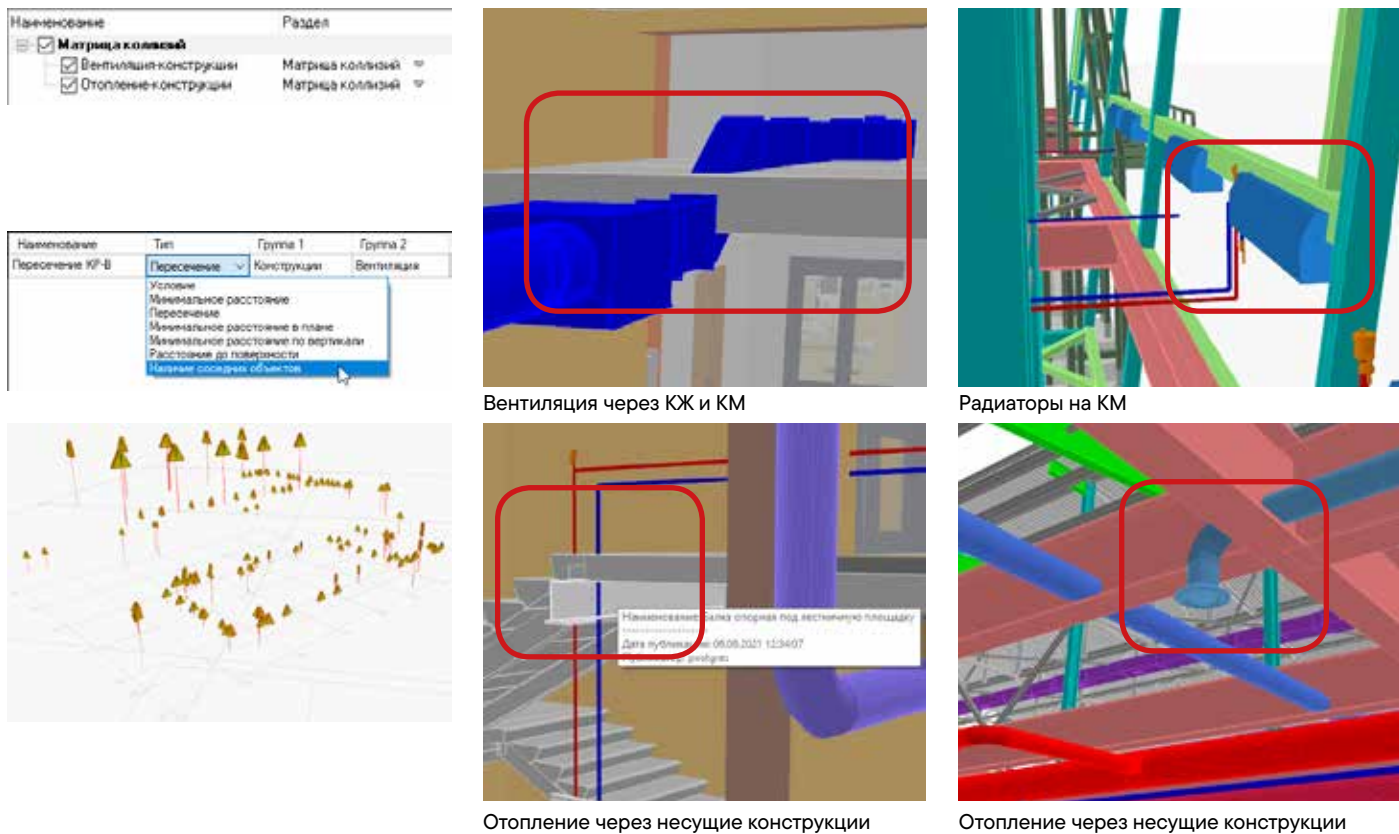 Наименование Раздел
Матрица коллизий
Вентиляция-конструкции Матрица коллизий
Отопление-конструкции Матрица коллизий
Наименование Тип Группа 1 Группа 2
Пересечение КР-В Пересечение Конструкции Вентиляция
Условие
Минимальное расстояние
Пересечение
Минимальное расстояние в плане
Минимальное расстояние по вертикали
Расстояние до поверхности
Наличие соседних объектов
Вентиляция через КЖ и КМ
Радиаторы на КМ
Наименование: Балка опорная под лестничную площадку
Дата публикации: 06.08.2021 12:34:07
Отопление через несущие конструкции
Отопление через несущие конструкции